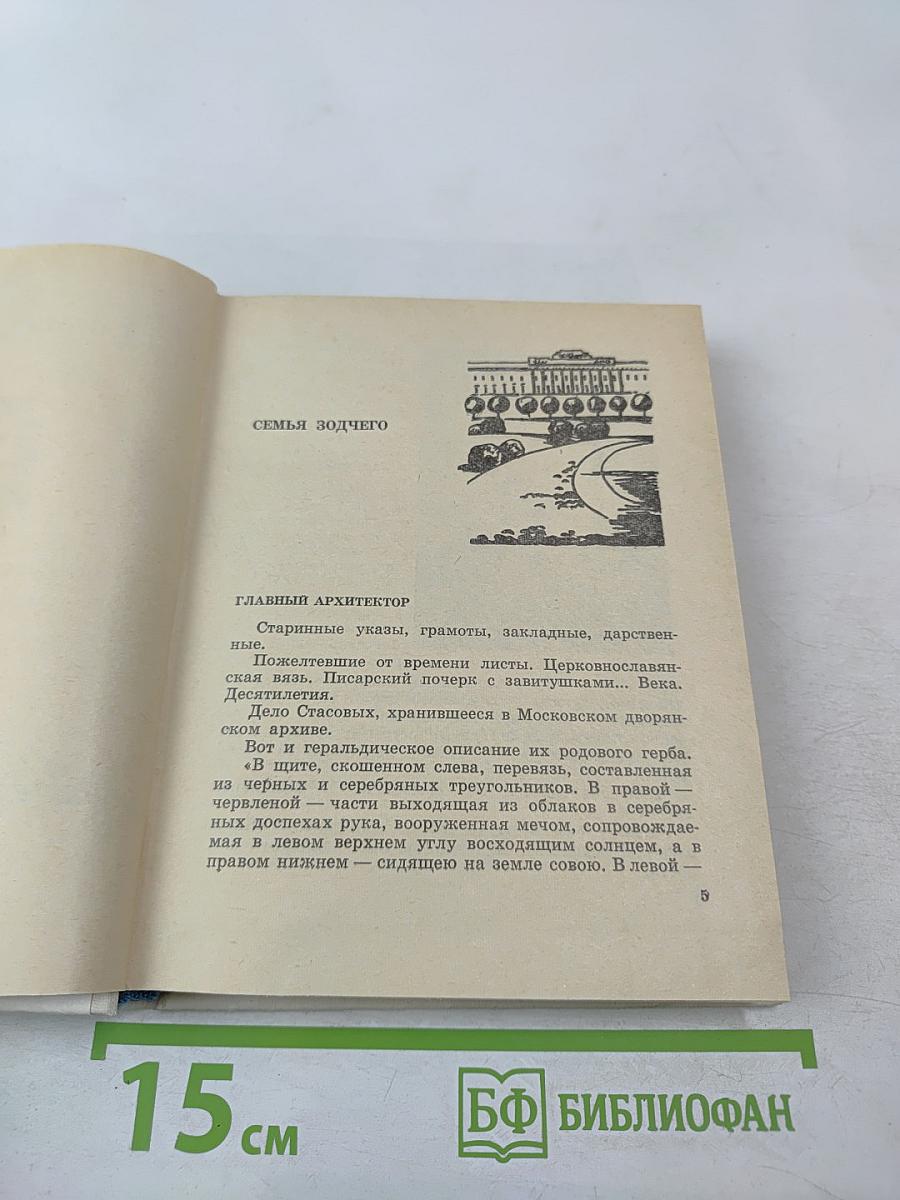 СЕМЬЯ ЗОДЧЕГО
ГЛАВНЫЙ АРХИТЕКТОР
Старинные указы, грамоты, закладные, дарствен-
ные.
Пожелтевшие от времени листы. Церковнославян-
ская вязь. Писарский почерк с завитушками... Века.
Десятилетия.
Дело Стасовых, хранившееся в Московском дворян-
ском архиве.
Вот и геральдическое описание их родового герба.
«В щите, скошенном слева, перевязь, составленная
из черных и серебряных треугольников. В правой —
червленой — части выходящая из облаков в серебря-
ных доспехах рука, вооруженная мечом, сопровождае-
мая в левом верхнем углу восходящим солнцем, а в
правом нижнем — сидящею на земле совою. В левой —
5
15 см
БФ БИБЛИОФАН